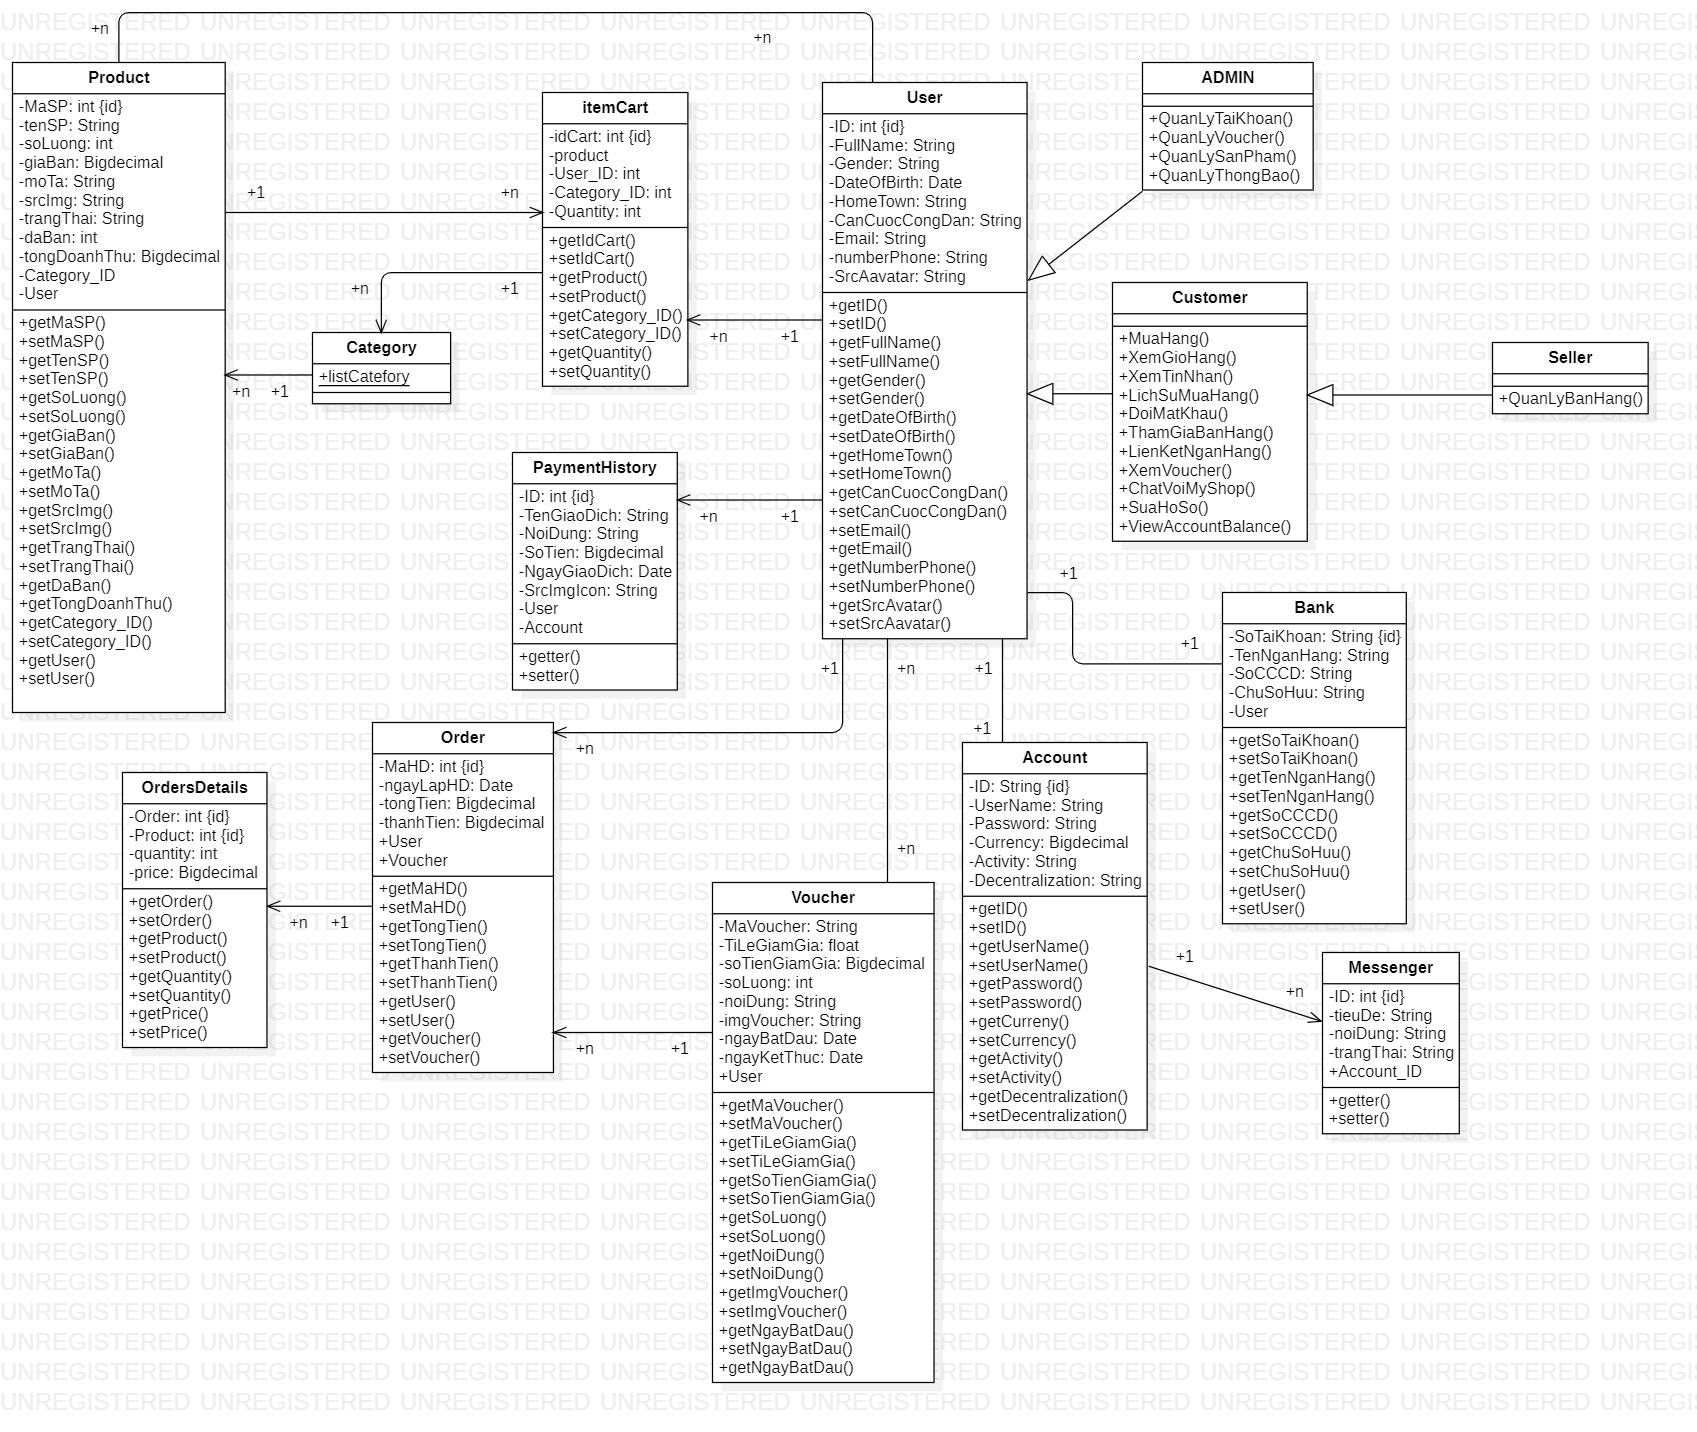 +n
+n
Product
-MaSP: int {id}
-tenSP: String
-soLuong: int
-giaBan: Bigdecimal
-moTa: String
-srcImg: String
-trangThai: String
-daBan: int
-tongDoanhThu: Bigdecimal
-Category_ID
-User
+getMaSP()
+setMaSP()
+getTenSP()
+setTenSP()
+getSoLuong()
+setSoLuong()
+getGiaBan()
+setGiaBan()
+getMoTa()
+setMoTa()
+getSrcImg()
+setSrcImg()
+getTrangThai()
+setTrangThai()
+getDaBan()
+getTongDoanhThu()
+getCategory_ID()
+setCategory_ID()
+getUser()
+setUser()
+1
+n
itemCart
-idCart: int {id}
-product
-User_ID: int
-Category_ID: int
-Quantity: int
+getIdCart()
+setIdCart()
+getProduct()
+setProduct()
+getCategory_ID()
+setCategory_ID()
+getQuantity()
+setQuantity()
+n
+1
Category
+listCatefory
+n
+1
User
-ID: int {id}
-FullName: String
-Gender: String
-DateOfBirth: Date
-HomeTown: String
-CanCuocCongDan: String
-Email: String
-numberPhone: String
-SrcAavatar: String
+getID()
+setID()
+getFullName()
+setFullName()
+getGender()
+setGender()
+getDateOfBirth()
+setDateOfBirth()
+getHomeTown()
+setHomeTown()
+getCanCuocCongDan()
+setCanCuocCongDan()
+setEmail()
+getEmail()
+getNumberPhone()
+setNumberPhone()
+getSrcAvatar()
+setSrcAavatar()
+n
+1
+n
+1
ADMIN
+QuanLyTaiKhoan()
+QuanLyVoucher()
+QuanLySanPham()
+QuanLyThongBao()
Customer
+MuaHang()
+XemGioHang()
+XemTinNhan()
+LichSuMuaHang()
+DoiMatKhau()
+ThamGiaBanHang()
+LienKetNganHang()
+XemVoucher()
+ChatVoiMyShop()
+SuaHoSo()
+ViewAccountBalance()
Seller
+QuanLyBanHang()
PaymentHistory
-ID: int {id}
-TenGiaoDich: String
-NoiDung: String
-SoTien: Bigdecimal
-NgayGiaoDich: Date
-SrcImgIcon: String
-User
-Account
+getter()
+setter()
+1
+1
Bank
-SoTaiKhoan: String {id}
-TenNganHang: String
-SoCCCD: String
-ChuSoHuu: String
-User
+getSoTaiKhoan()
+setSoTaiKhoan()
+getTenNganHang()
+setTenNganHang()
+getSoCCCD()
+setSoCCCD()
+getChuSoHuu()
+setChuSoHuu()
+getUser()
+setUser()
+1
+n
+1
+n
+1
+n
Order
-MaHD: int {id}
-ngayLapHD: Date
-tongTien: Bigdecimal
-thanhTien: Bigdecimal
+User
+Voucher
+getMaHD()
+setMaHD()
+getTongTien()
+setTongTien()
+getThanhTien()
+setThanhTien()
+getUser()
+setUser()
+getVoucher()
+setVoucher()
OrdersDetails
-Order: int {id}
-Product: int {id}
-quantity: int
-price: Bigdecimal
+getOrder()
+setOrder()
+getProduct()
+setProduct()
+getQuantity()
+setQuantity()
+getPrice()
+setPrice()
+n
+1
+n
+1
Voucher
-MaVoucher: String
-TiLeGiamGia: float
-soTienGiamGia: Bigdecimal
-soLuong: int
-noiDung: String
-imgVoucher: String
-ngayBatDau: Date
-ngayKetThuc: Date
+User
+getMaVoucher()
+setMaVoucher()
+getTiLeGiamGia()
+setTiLeGiamGia()
+getSoTienGiamGia()
+setSoTienGiamGia()
+getSoLuong()
+setSoLuong()
+getNoiDung()
+setNoiDung()
+getImgVoucher()
+setImgVoucher()
+getNgayBatDau()
+setNgayBatDau()
+getNgayBatDau()
Account
-ID: String {id}
-UserName: String
-Password: String
-Currency: Bigdecimal
-Activity: String
-Decentralization: String
+getID()
+setID()
+getUserName()
+setUserName()
+getPassword()
+setPassword()
+getCurreny()
+setCurrency()
+getActivity()
+setActivity()
+getDecentralization()
+setDecentralization()
+1
+n
Messenger
-ID: int {id}
-tieuDe: String
-noiDung: String
-trangThai: String
+Account_ID
+getter()
+setter()